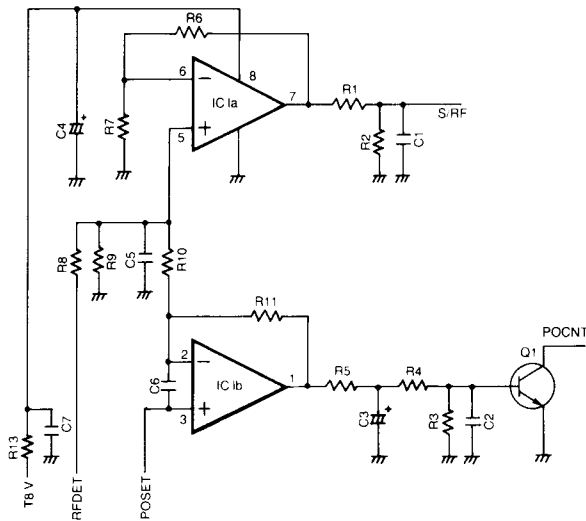 R6
6
−
8
IC Ia
7
R1
S/RF
C4
+
R7
+
5
R2
C1
R8
R9
C5
R10
R11
POCNT
Q1
2
−
C6
IC Ib
1
R5
R4
3
+
C3
+
R3
C2
R13
C7
T8 V
RFDET
POSET